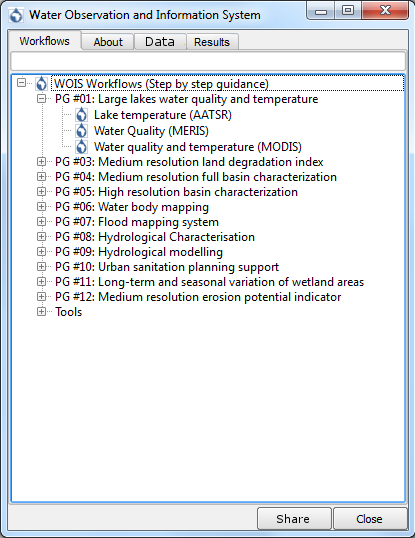 Water Observation and Information System
Workflows About Data Results
WOIS Workflows (Step by step guidance)
PG #01: Large lakes water quality and temperature
Lake temperature (AATSR)
Water Quality (MERIS)
Water quality and temperature (MODIS)
PG #03: Medium resolution land degradation index
PG #04: Medium resolution full basin characterization
PG #05: High resolution basin characterization
PG #06: Water body mapping
PG #07: Flood mapping system
PG #08: Hydrological Characterisation
PG #09: Hydrological modelling
PG #10: Urban sanitation planning support
PG #11: Long-term and seasonal variation of wetland areas
PG #12: Medium resolution erosion potential indicator
Tools
Share Close